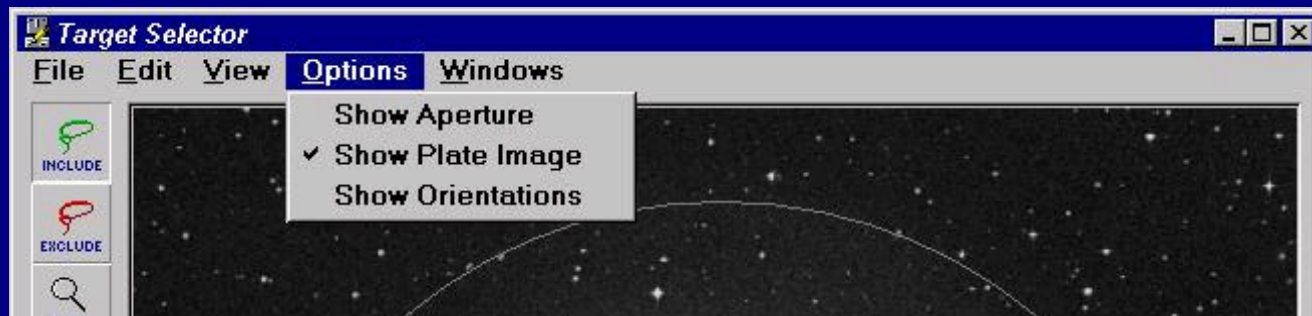 Target Selector
File Edit View Options Windows
Show Aperture
Show Plate Image
Show Orientations
INCLUDE
EXCLUDE